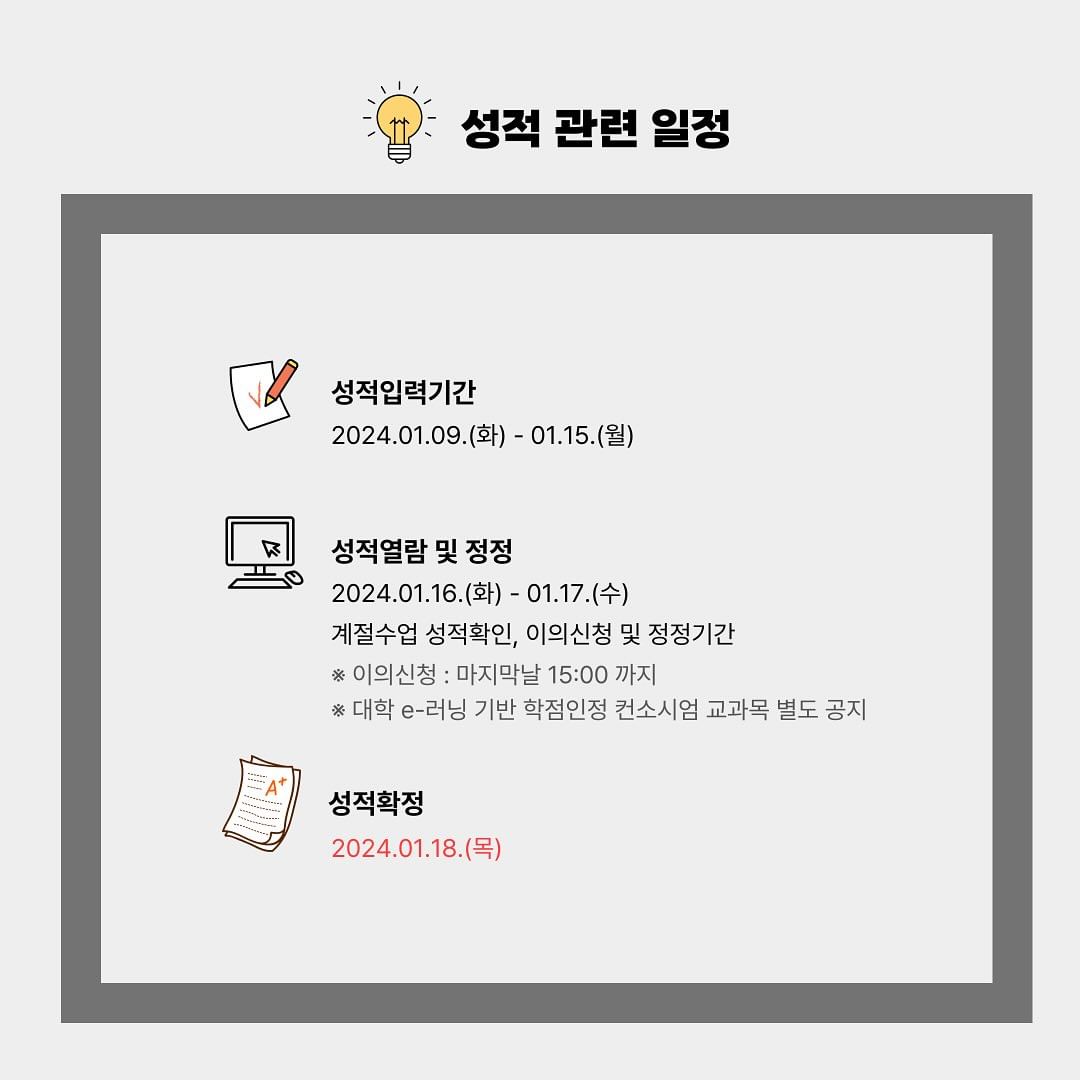 성적 관련 일정
성적입력기간
2024.01.09.(화) - 01.15.(월)
성적열람 및 정정
2024.01.16.(화) - 01.17.(수)
계절수업 성적확인, 이의신청 및 정정기간
※ 이의신청 : 마지막날 15:00 까지
※ 대학 e-러닝 기반 학점인정 컨소시엄 교과목 별도 공지
A+
성적확정
2024.01.18.(목)